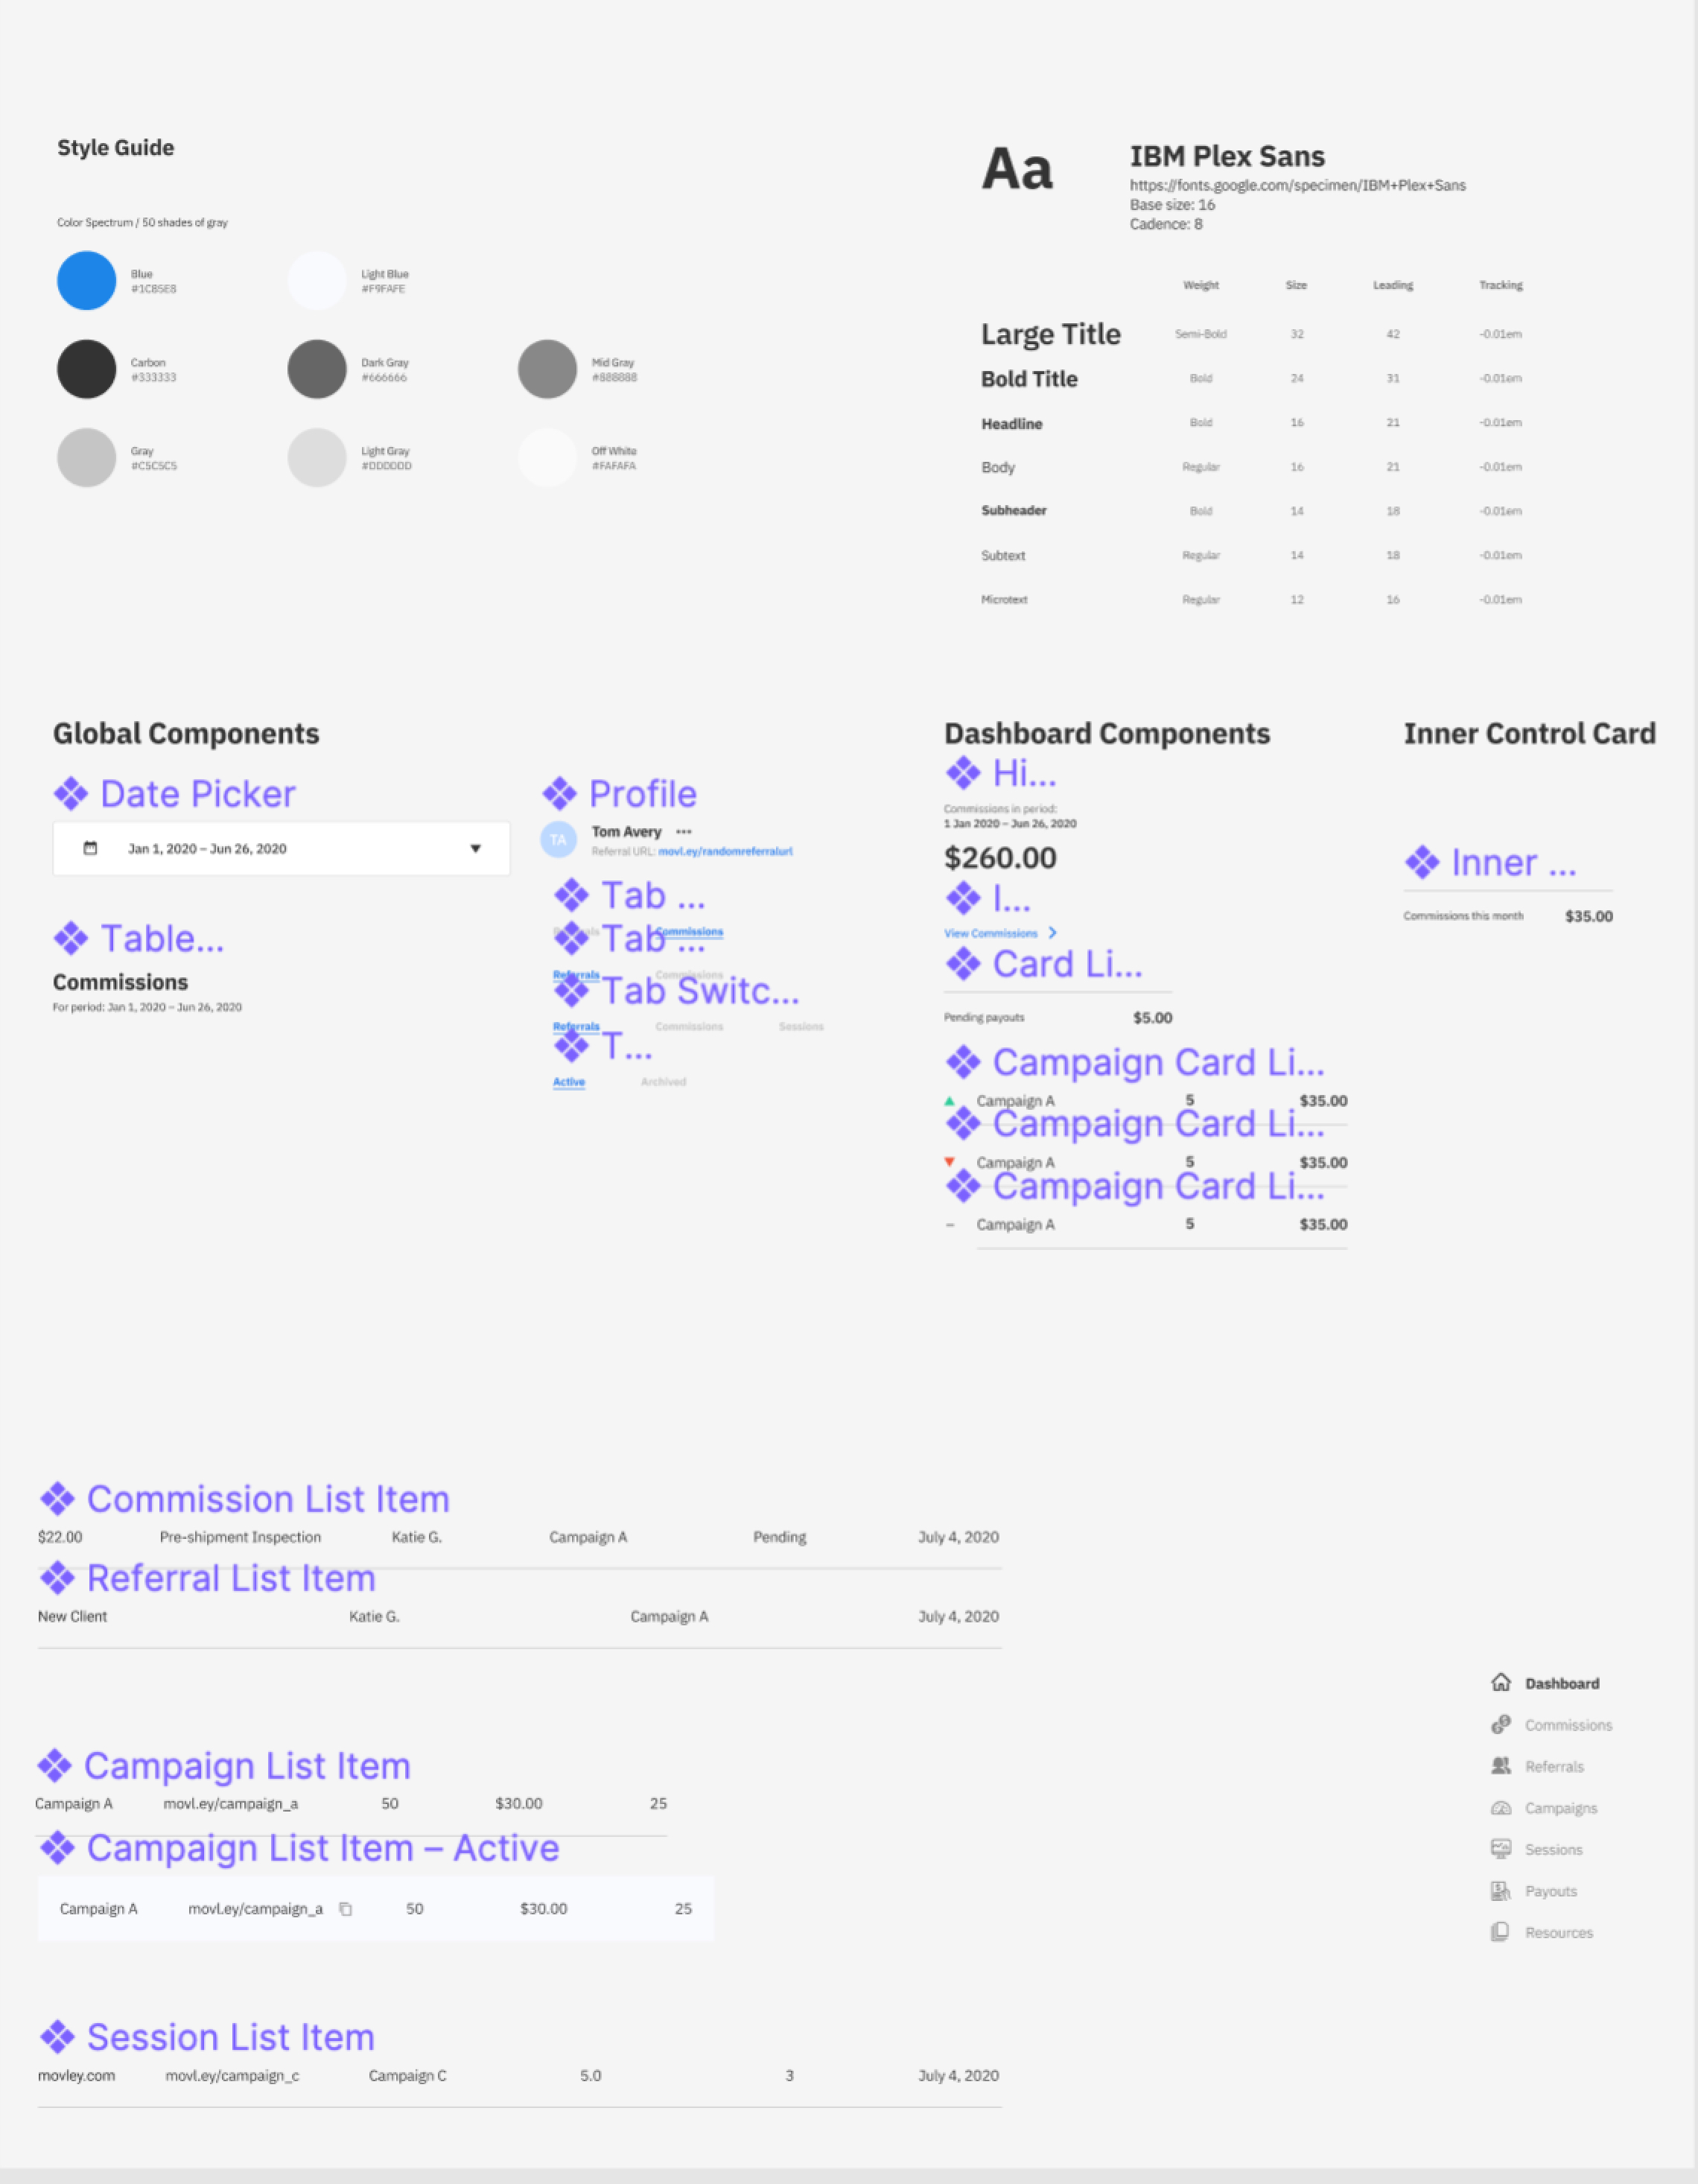 Style Guide
Color Spectrum / 50 shades of gray
Blue
#1C85E8
Light Blue
#F9FAFE
Carbon
#333333
Dark Gray
#666666
Mid Gray
#888888
Gray
#C5C5C5
Light Gray
#DDDDDD
Off White
#FAFAFA
Aa
IBM Plex Sans
https://fonts.google.com/specimen/IBM+Plex+Sans
Base size: 16
Cadence: 8
Weight Size Leading Tracking
Large Title Semi-Bold 32 42 -0.01em
Bold Title Bold 24 31 -0.01em
Headline Bold 16 21 -0.01em
Body Regular 16 21 -0.01em
Subheader Bold 14 18 -0.01em
Subtext Regular 14 18 -0.01em
Microtext Regular 12 16 -0.01em
Global Components
Date Picker
Jan 1, 2020 – Jun 26, 2020
Table...
Commissions
For period: Jan 1, 2020 – Jun 26, 2020
Profile
TA
Tom Avery •••
Referral URL: movl.ey/randomreferralurl
Tab ...
Commissions
Tab ...
Referrals Commissions
Tab Switc...
Referrals Commissions Sessions
T...
Active Archived
Dashboard Components
Hi...
Commissions in period:
1 Jan 2020 – Jun 26, 2020
$260.00
I...
View Commissions
Card Li...
Pending payouts $5.00
Campaign Card Li...
Campaign A 5 $35.00
Campaign Card Li...
Campaign A 5 $35.00
Campaign Card Li...
– Campaign A 5 $35.00
Inner Control Card
Inner ...
Commissions this month $35.00
Commission List Item
$22.00 Pre-shipment Inspection Katie G. Campaign A Pending July 4, 2020
Referral List Item
New Client Katie G. Campaign A July 4, 2020
Campaign List Item
Campaign A movl.ey/campaign_a 50 $30.00 25
Campaign List Item – Active
Campaign A movl.ey/campaign_a 50 $30.00 25
Session List Item
movley.com movl.ey/campaign_c Campaign C 5.0 3 July 4, 2020
Dashboard
Commissions
Referrals
Campaigns
Sessions
Payouts
Resources